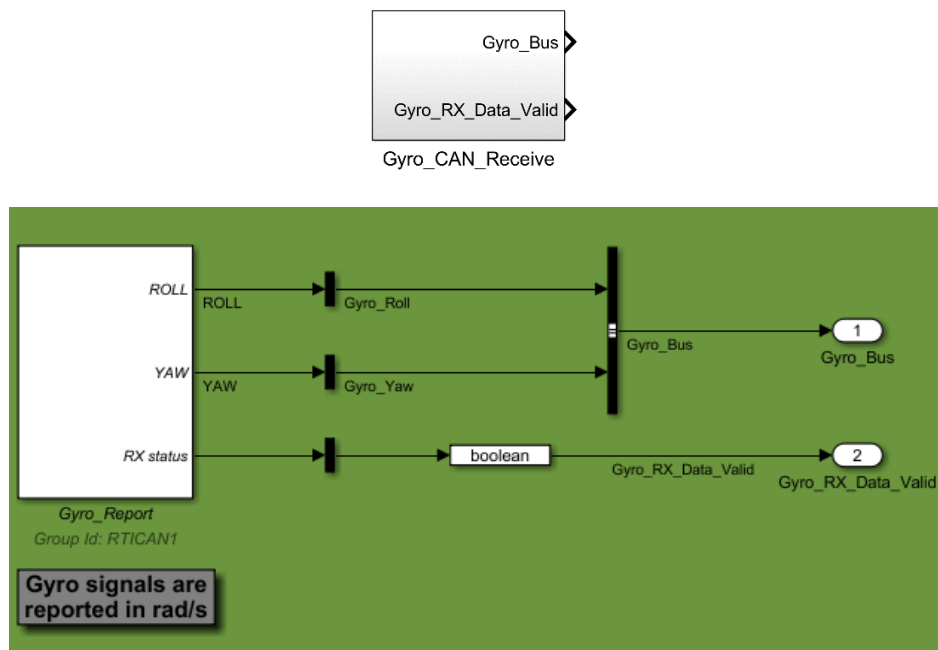 Gyro_Bus
Gyro_RX_Data_Valid
Gyro_CAN_Receive
ROLL
ROLL
Gyro_Roll
Gyro_Bus
1
Gyro_Bus
YAW
YAW
Gyro_Yaw
RX status
boolean
Gyro_RX_Data_Valid
2
Gyro_RX_Data_Valid
Gyro_Report
Group Id: RTICAN1
Gyro signals are
reported in rad/s